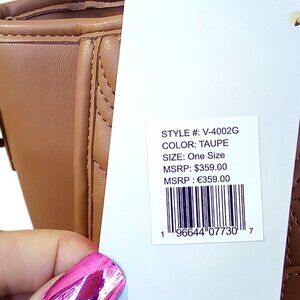 STYLE #: V-4002G
COLOR: TAUPE
SIZE: One Size
MSRP: $359.00
MSRP : €359.00
1 96644 07730 7